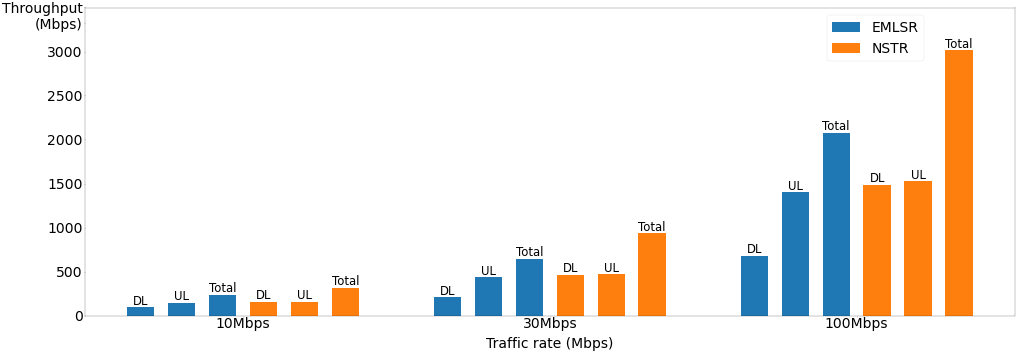 Throughput
(Mbps)
3000
2500
2000
1500
1000
500
0
EMLSR
NSTR
DL UL Total DL UL Total
DL UL Total DL UL Total
DL UL Total DL UL Total
10Mbps 30Mbps 100Mbps
Traffic rate (Mbps)